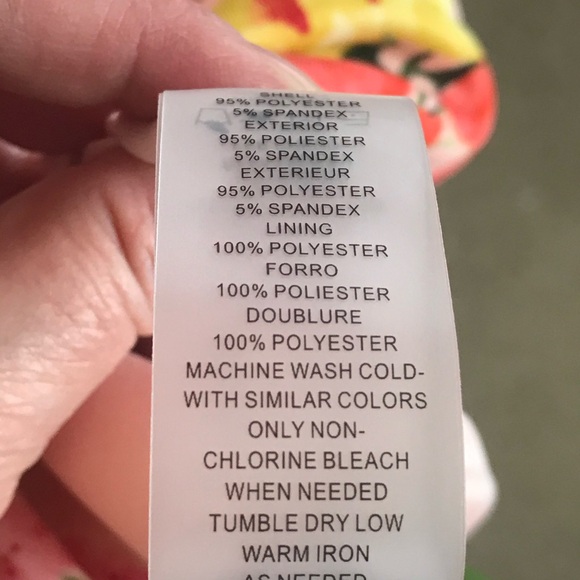 SHELL
95% POLYESTER
5% SPANDEX
EXTERIOR
95% POLIESTER
5% SPANDEX
EXTERIEUR
95% POLYESTER
5% SPANDEX
LINING
100% POLYESTER
FORRO
100% POLIESTER
DOUBLURE
100% POLYESTER
MACHINE WASH COLD-
WITH SIMILAR COLORS
ONLY NON-
CHLORINE BLEACH
WHEN NEEDED
TUMBLE DRY LOW
WARM IRON
AS NEEDED